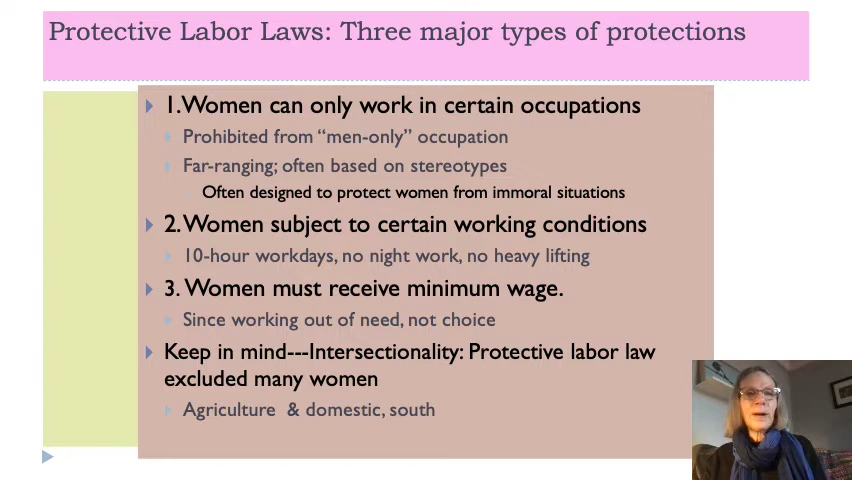 Protective Labor Laws: Three major types of protections
1. Women can only work in certain occupations
Prohibited from “men-only” occupation
Far-ranging; often based on stereotypes
Often designed to protect women from immoral situations
2. Women subject to certain working conditions
10-hour workdays, no night work, no heavy lifting
3. Women must receive minimum wage.
Since working out of need, not choice
Keep in mind---Intersectionality: Protective labor law
excluded many women
Agriculture & domestic, south